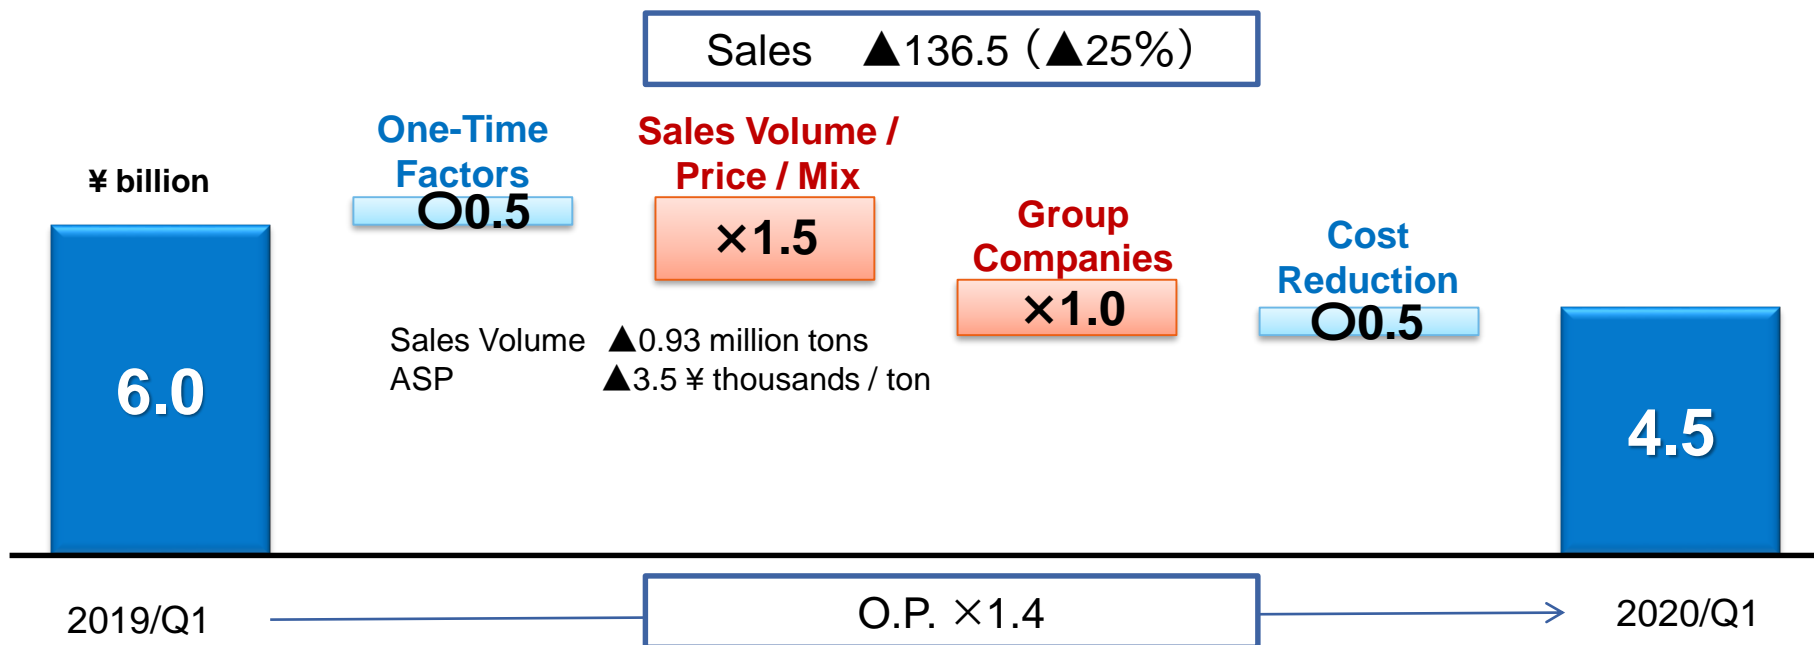 Sales ▲136.5（▲25%）
¥ billion
One-Time
Factors
○0.5
Sales Volume /
Price / Mix
×1.5
Group
Companies
×1.0
Cost
Reduction
○0.5
Sales Volume ▲0.93 million tons
ASP ▲3.5 ¥ thousands / ton
6.0
4.5
2019/Q1
O.P. ×1.4
2020/Q1